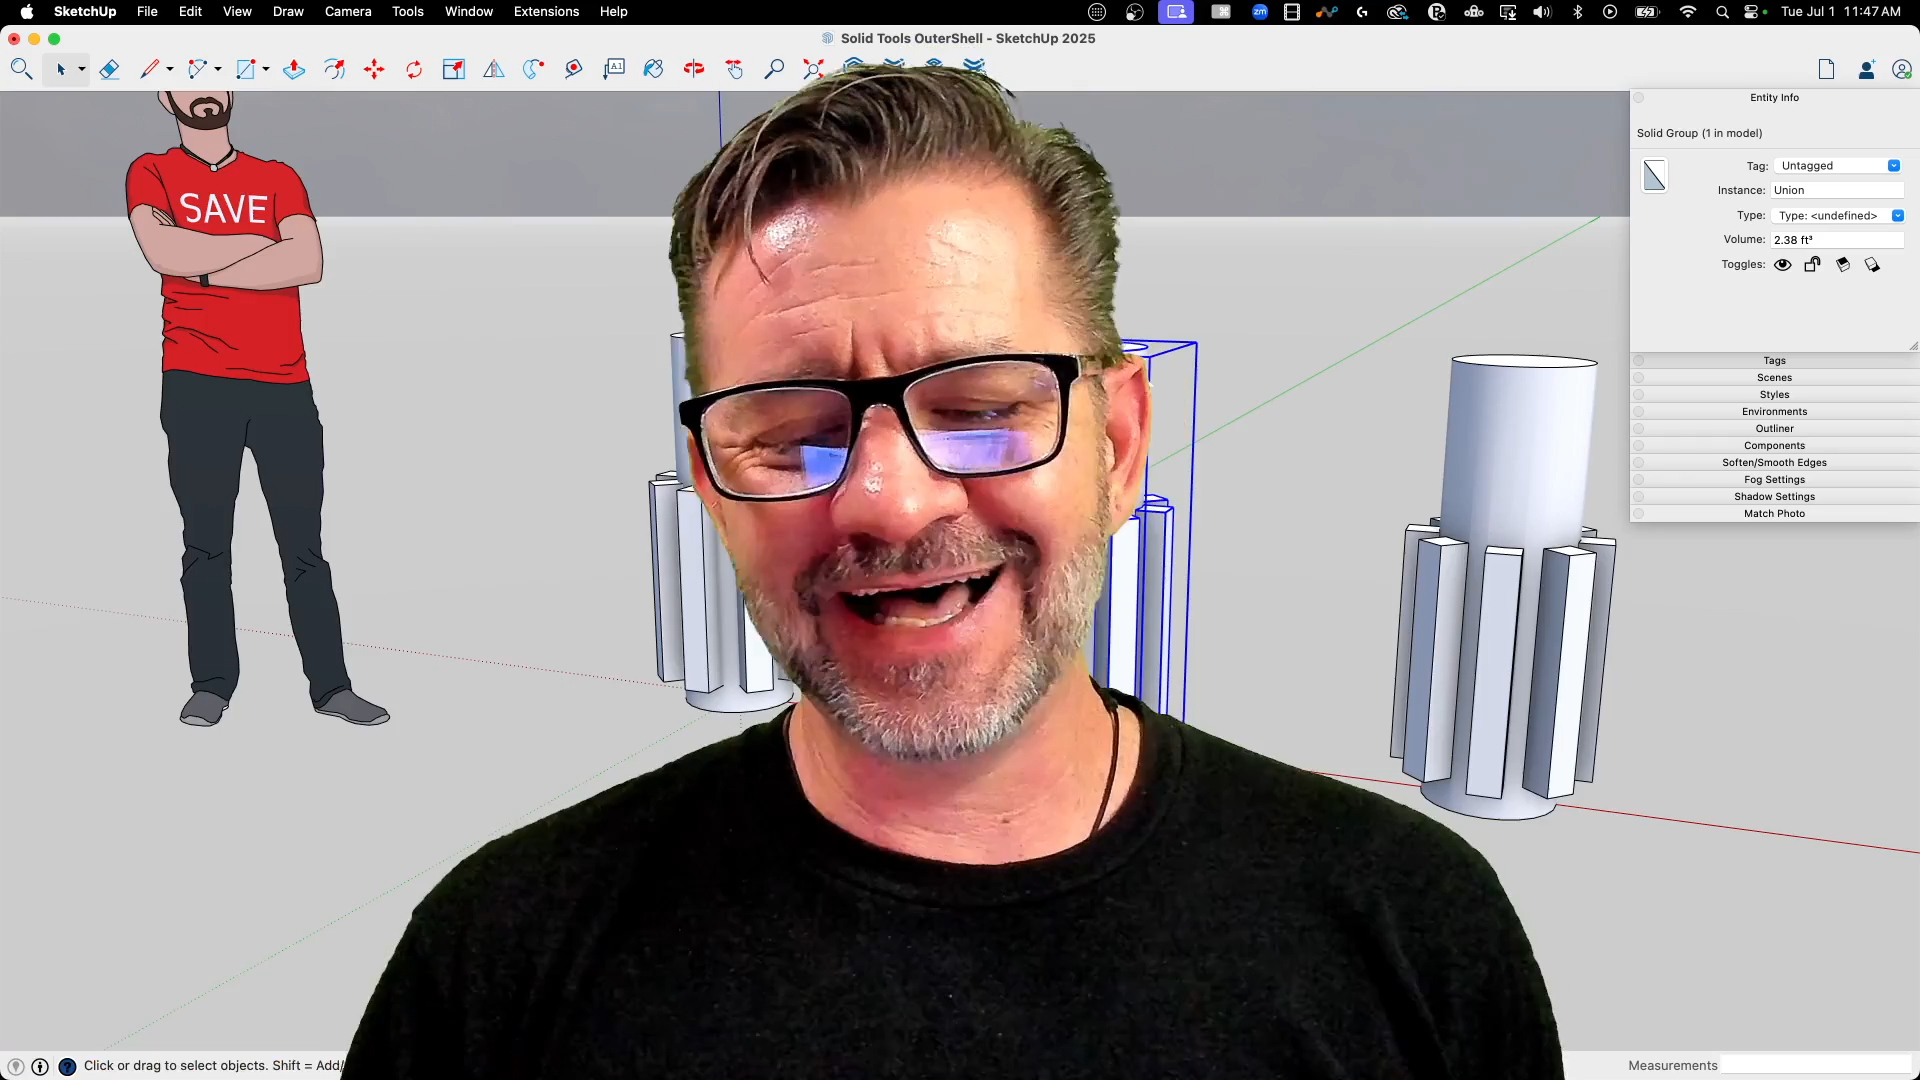 SketchUp File Edit View Draw Camera Tools Window Extensions Help Tue Jul 1 11:47 AM
Solid Tools OuterShell - SketchUp 2025
A1
Entity Info
Solid Group (1 in model)
Tag: Untagged
Instance: Union
Type: Type: <undefined>
Volume: 2.38 ft³
Toggles:
Tags
Scenes
Styles
Environments
Outliner
Components
Soften/Smooth Edges
Fog Settings
Shadow Settings
Match Photo
SAVE
Click or drag to select objects. Shift = Add/
Measurements